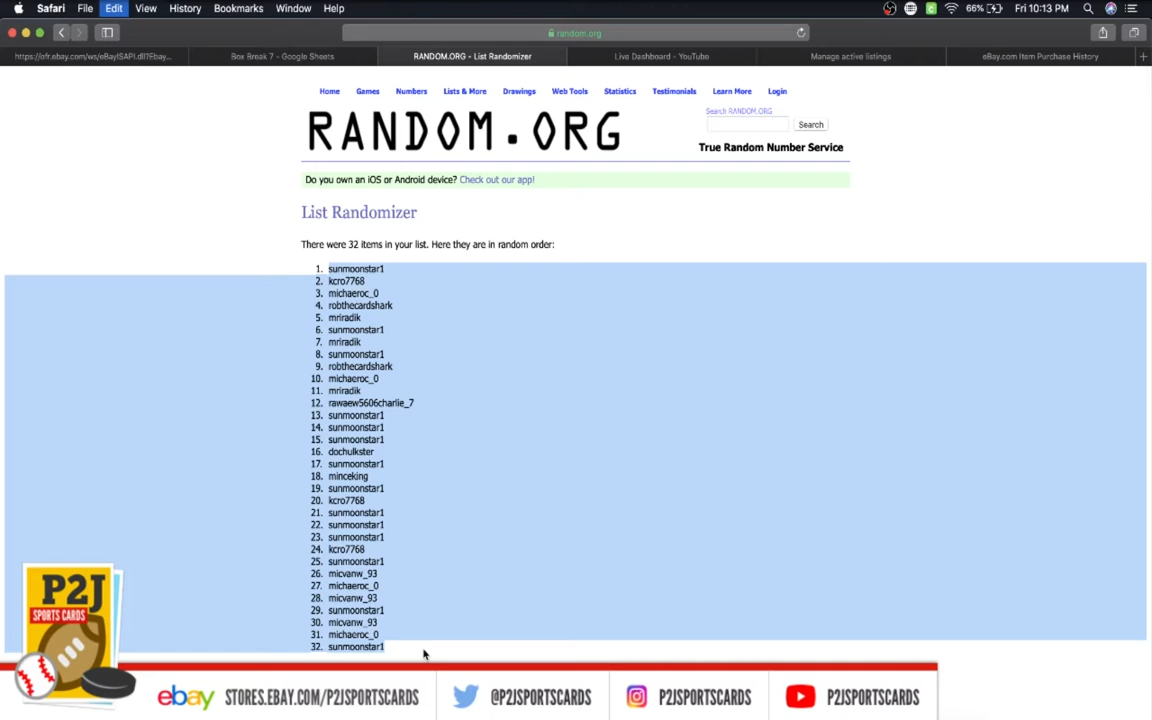 Safari File Edit View History Bookmarks Window Help 66% Fri 10:13 PM
random.org
https://ofr.ebay.com/ws/eBayISAPI.dll?Ebay... Box Break 7 - Google Sheets RANDOM.ORG - List Randomizer Live Dashboard - YouTube Manage active listings eBay.com Item Purchase History
Home Games Numbers Lists & More Drawings Web Tools Statistics Testimonials Learn More Login
Search RANDOM.ORG
RANDOM.ORG
Search
True Random Number Service
Do you own an iOS or Android device? Check out our app!
List Randomizer
There were 32 items in your list. Here they are in random order:
1. sunmoonstar1
2. kcro7768
3. michaeroc_0
4. robthecardshark
5. mriradik
6. sunmoonstar1
7. mriradik
8. sunmoonstar1
9. robthecardshark
10. michaeroc_0
11. mriradik
12. rawaew5606charlie_7
13. sunmoonstar1
14. sunmoonstar1
15. sunmoonstar1
16. dochulkster
17. sunmoonstar1
18. minceking
19. sunmoonstar1
20. kcro7768
21. sunmoonstar1
22. sunmoonstar1
23. sunmoonstar1
24. kcro7768
25. sunmoonstar1
26. micvanw_93
27. michaeroc_0
28. micvanw_93
29. sunmoonstar1
30. micvanw_93
31. michaeroc_0
32. sunmoonstar1
P2J
SPORTS CARDS
ebay STORES.EBAY.COM/P2JSPORTSCARDS @P2JSPORTSCARDS P2JSPORTSCARDS P2JSPORTSCARDS